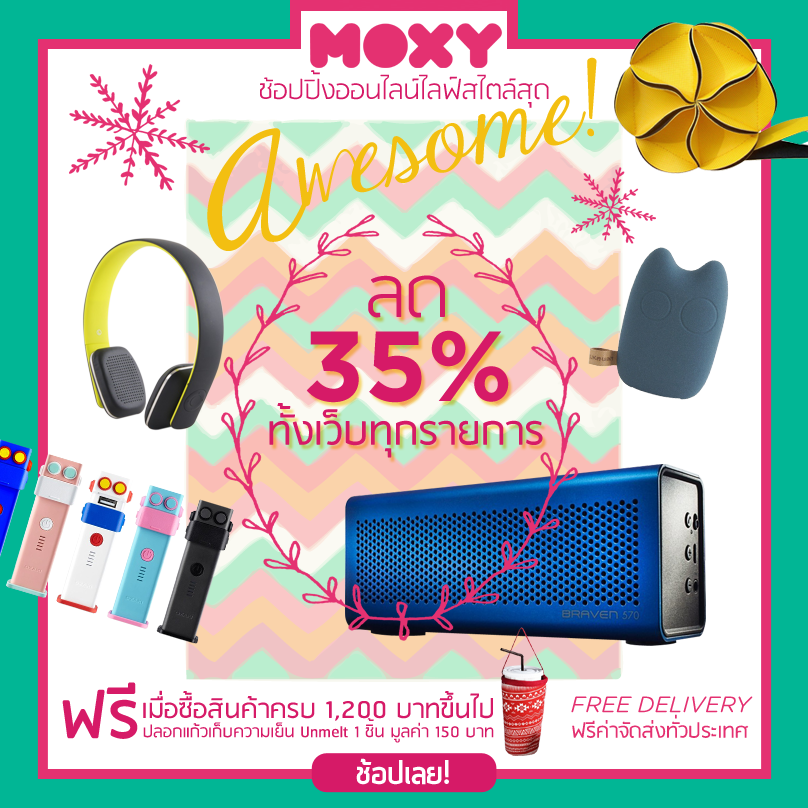 MOXY
ช้อปปิ้งออนไลน์ไลฟ์สไตล์สุด
Awesome!
ลด
35%
ทั้งเว็บทุกรายการ
BRAVEN 570
ฟรี เมื่อซื้อสินค้าครบ 1,200 บาทขึ้นไป
ปลอกแก้วเก็บความเย็น Unmelt 1 ชิ้น มูลค่า 150 บาท
FREE DELIVERY
ฟรีค่าจัดส่งทั่วประเทศ
ช้อปเลย!